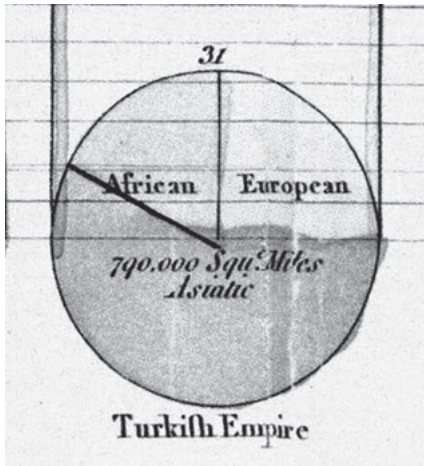 31
African European
790.000 Squ.ᵉ Miles
Asiatic
Turkiſh Empire